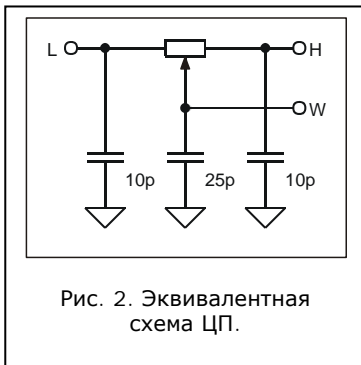 L H
W
10p 25p 10p
Рис. 2. Эквивалентная
схема ЦП.